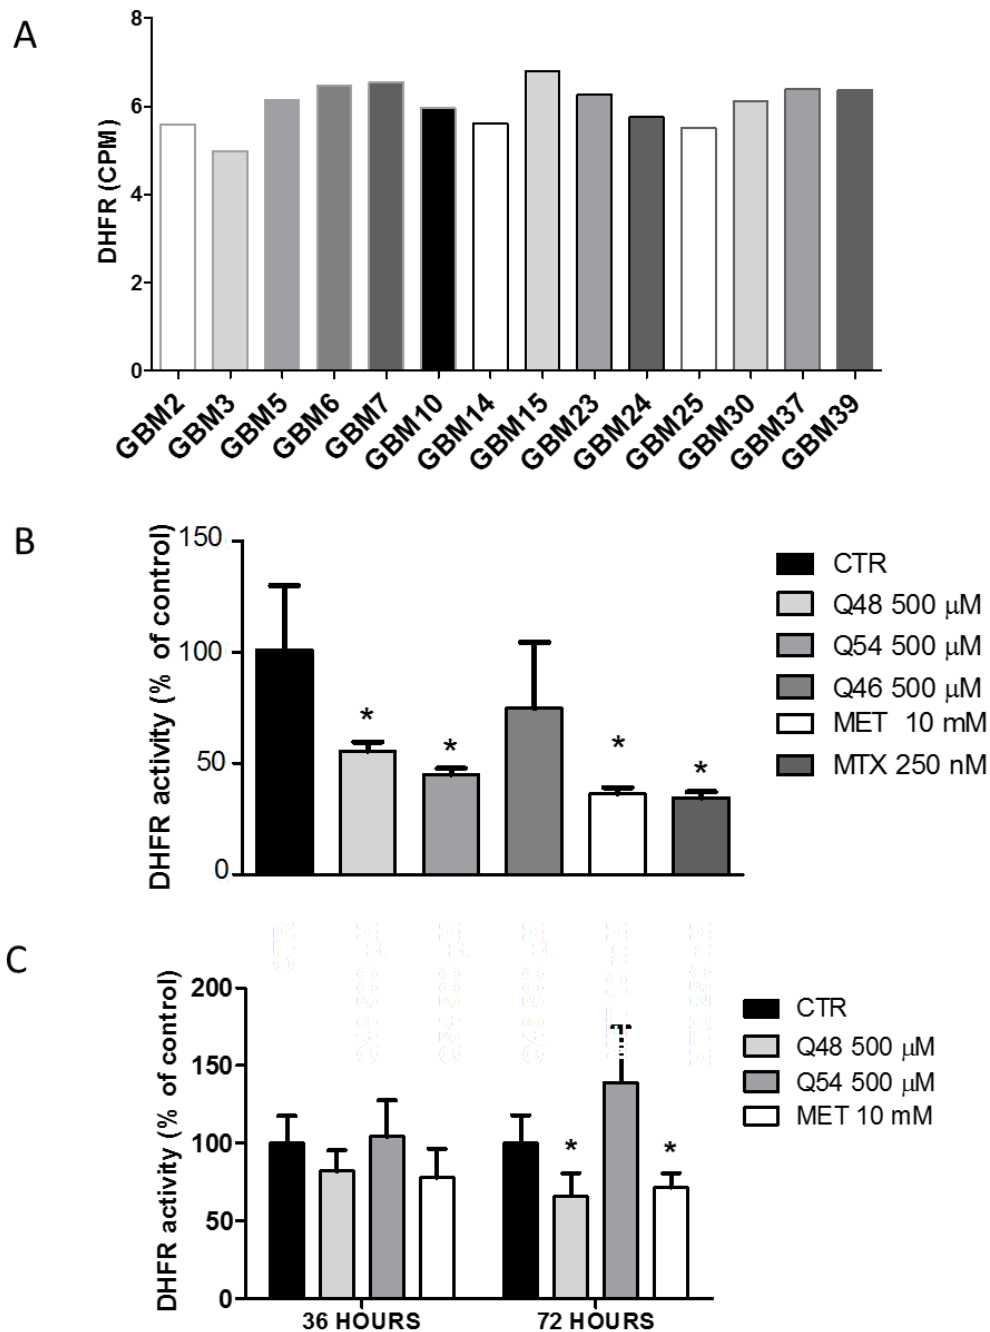 A
DHFR (CPM)
8
6
4
2
0
GBM2
GBM3
GBM5
GBM6
GBM7
GBM10
GBM14
GBM15
GBM23
GBM24
GBM25
GBM30
GBM37
GBM39
B
DHFR activity (% of control)
150
100
50
0
*
*
*
*
CTR
Q48 500 μM
Q54 500 μM
Q46 500 μM
MET 10 mM
MTX 250 nM
C
DHFR activity (% of control)
200
150
100
50
0
*
*
36 HOURS
72 HOURS
CTR
Q48 500 μM
Q54 500 μM
MET 10 mM